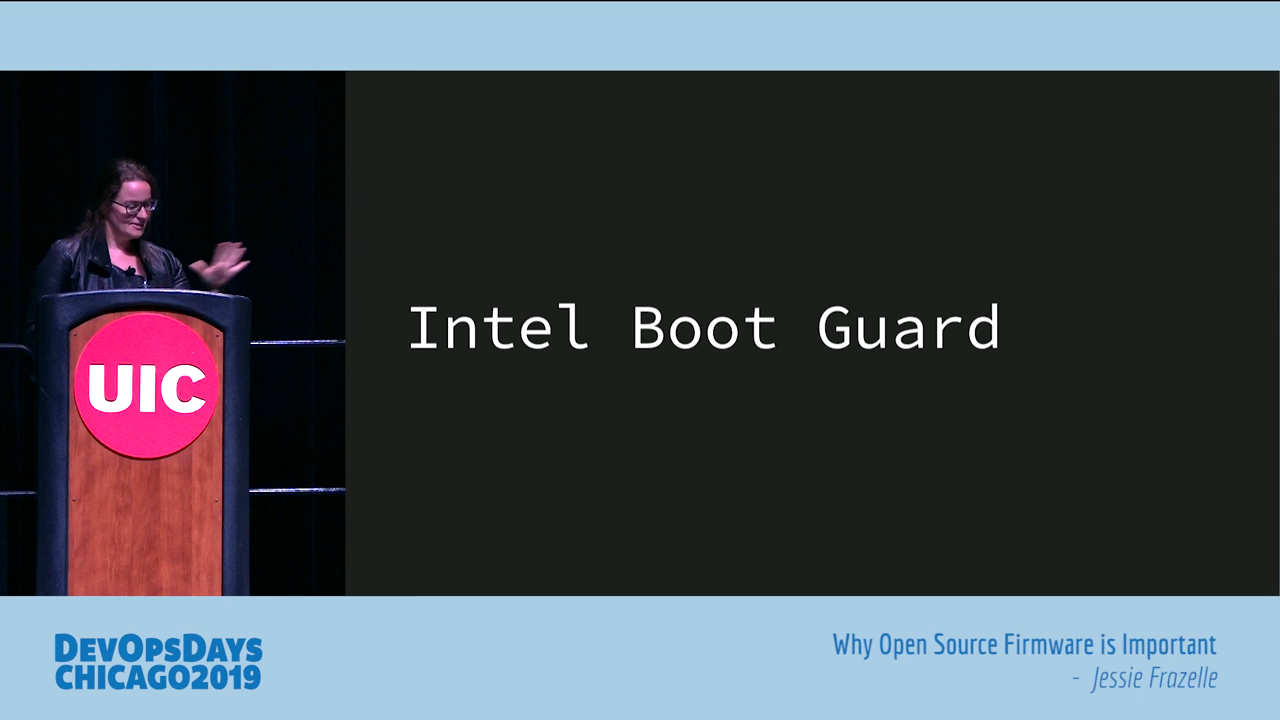 Intel Boot Guard
UIC
DEVOPSDAYS
CHICAGO2019
Why Open Source Firmware is Important
- Jessie Frazelle